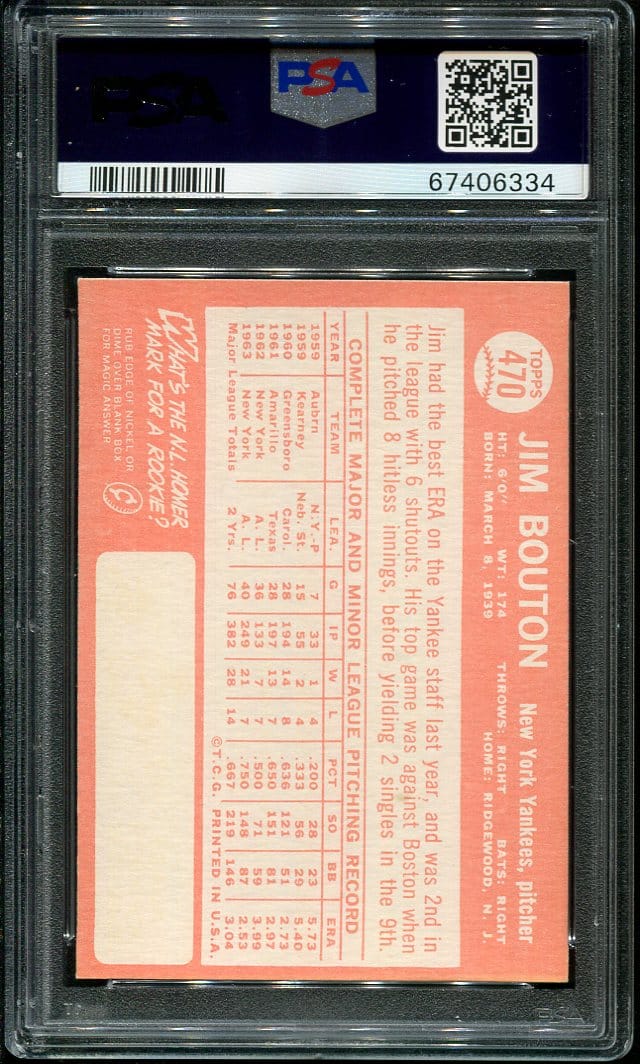 PSA
PSA
67406334
TOPPS
470
JIM BOUTON New York Yankees, pitcher
HT: 6'0" WT: 174 THROWS: RIGHT BATS: RIGHT
BORN: MARCH 8, 1939 HOME: RIDGEWOOD, N. J.
Jim had the best ERA on the Yankee staff last year, and was 2nd in
the league with 6 shutouts. His top game was against Boston when
he pitched 8 hitless innings, before yielding 2 singles in the 9th.
COMPLETE MAJOR AND MINOR LEAGUE PITCHING RECORD
YEAR TEAM LEA. G IP W L PCT SO BB ERA
1959 Aubrn N.Y.-P 7 33 1 4 .200 28 23 5.73
1959 Kearney Neb. St. 15 55 2 4 .333 56 29 5.40
1960 Greensboro Carol. 28 194 14 8 .636 121 51 2.73
1961 Amarillo Texas 28 197 13 7 .650 151 81 2.97
1962 New York A. L. 36 133 7 7 .500 71 59 3.99
1963 New York A. L. 40 249 21 7 .750 148 87 2.53
Major League Totals 2 Yrs. 76 382 28 14 .667 219 146 3.04
©T.C.G. PRINTED IN U.S.A.
WHAT'S THE N.L. HOMER
MARK FOR A ROOKIE?
RUB EDGE OF NICKEL OR
DIME OVER BLANK BOX
FOR MAGIC ANSWER
PSA